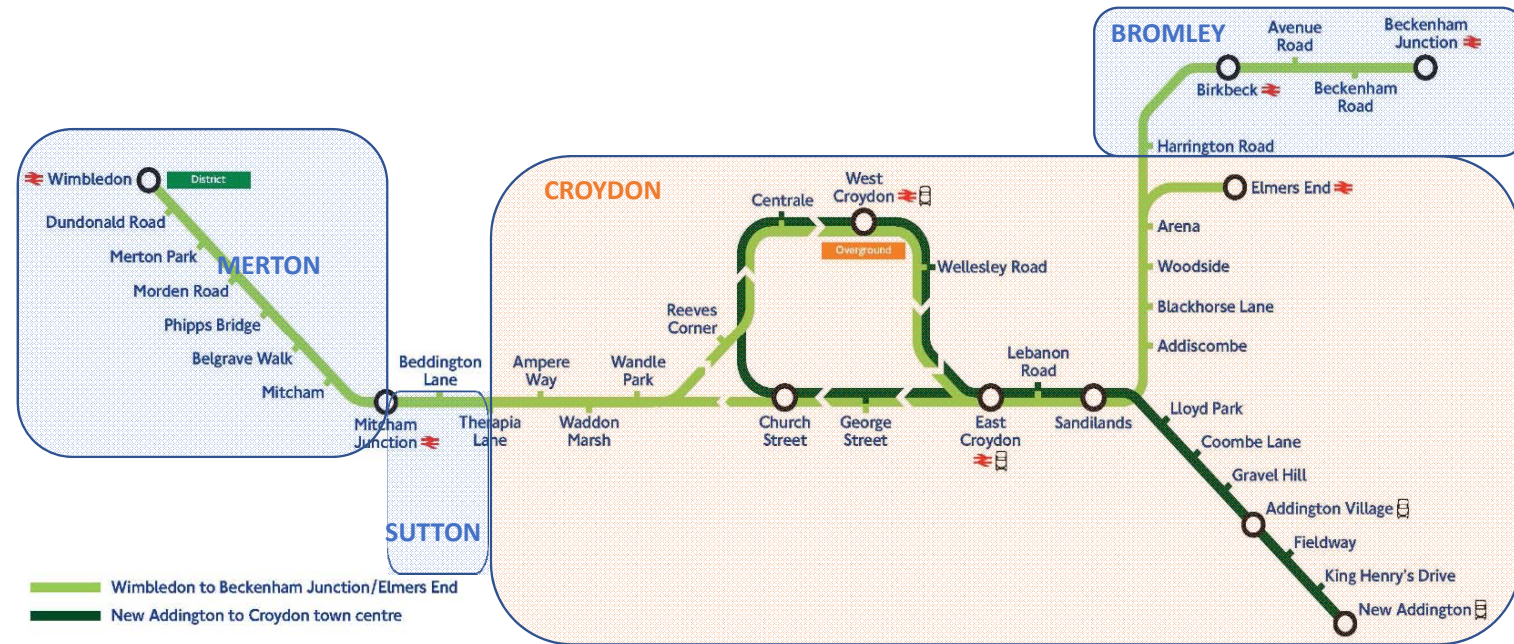 BROMLEY
Avenue
Road
Beckenham
Junction
Birkbeck
Beckenham
Road
Harrington Road
Wimbledon
District
Dundonald Road
Merton Park
MERTON
Morden Road
Phipps Bridge
Belgrave Walk
Mitcham
Mitcham
Junction
Beddington
Lane
Therapia
Lane
SUTTON
CROYDON
Ampere
Way
Waddon
Marsh
Wandle
Park
Reeves
Corner
Centrale
West
Croydon
Overground
Wellesley Road
Church
Street
George
Street
East
Croydon
Lebanon
Road
Sandilands
Elmers End
Arena
Woodside
Blackhorse Lane
Addiscombe
Lloyd Park
Coombe Lane
Gravel Hill
Addington Village
Fieldway
King Henry's Drive
New Addington
Wimbledon to Beckenham Junction/Elmers End
New Addington to Croydon town centre